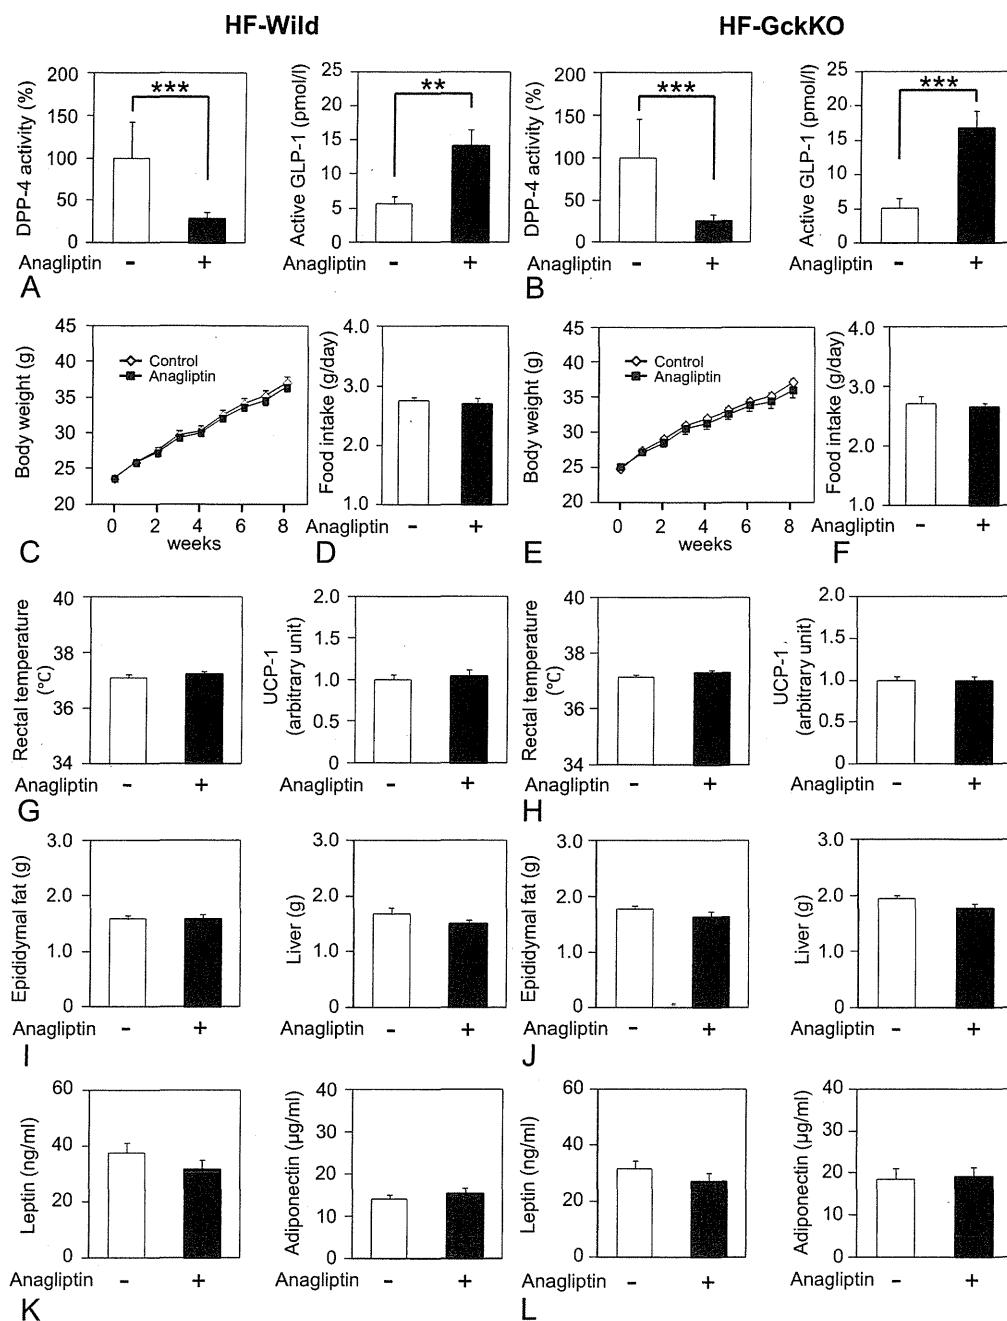 HF-Wild
HF-GckKO
DPP-4 activity (%)
200
150
100
50
0
***
Anagliptin - +
A
Active GLP-1 (pmol/l)
25
20
15
10
5
0
**
Anagliptin - +
DPP-4 activity (%)
200
150
100
50
0
***
Anagliptin - +
B
Active GLP-1 (pmol/l)
25
20
15
10
5
0
***
Anagliptin - +
Body weight (g)
45
40
35
30
25
20
Control
Anagliptin
0 2 4 6 8
weeks
C
Food intake (g/day)
4.0
3.0
2.0
1.0
Anagliptin - +
D
Body weight (g)
45
40
35
30
25
20
Control
Anagliptin
0 2 4 6 8
weeks
E
Food intake (g/day)
4.0
3.0
2.0
1.0
Anagliptin - +
F
Rectal temperature
(°C)
40
38
36
34
Anagliptin - +
G
UCP-1
(arbitrary unit)
2.0
1.5
1.0
0.5
0
Anagliptin - +
Rectal temperature
(°C)
40
38
36
34
Anagliptin - +
H
UCP-1
(arbitrary unit)
2.0
1.5
1.0
0.5
0
Anagliptin - +
Epididymal fat (g)
3.0
2.0
1.0
0
Anagliptin - +
I
Liver (g)
3.0
2.0
1.0
0
Anagliptin - +
Epididymal fat (g)
3.0
2.0
1.0
0
Anagliptin - +
J
Liver (g)
3.0
2.0
1.0
0
Anagliptin - +
Leptin (ng/ml)
60
40
20
0
Anagliptin - +
K
Adiponectin (µg/ml)
40
30
20
10
0
Anagliptin - +
Leptin (ng/ml)
60
40
20
0
Anagliptin - +
L
Adiponectin (µg/ml)
40
30
20
10
0
Anagliptin - +